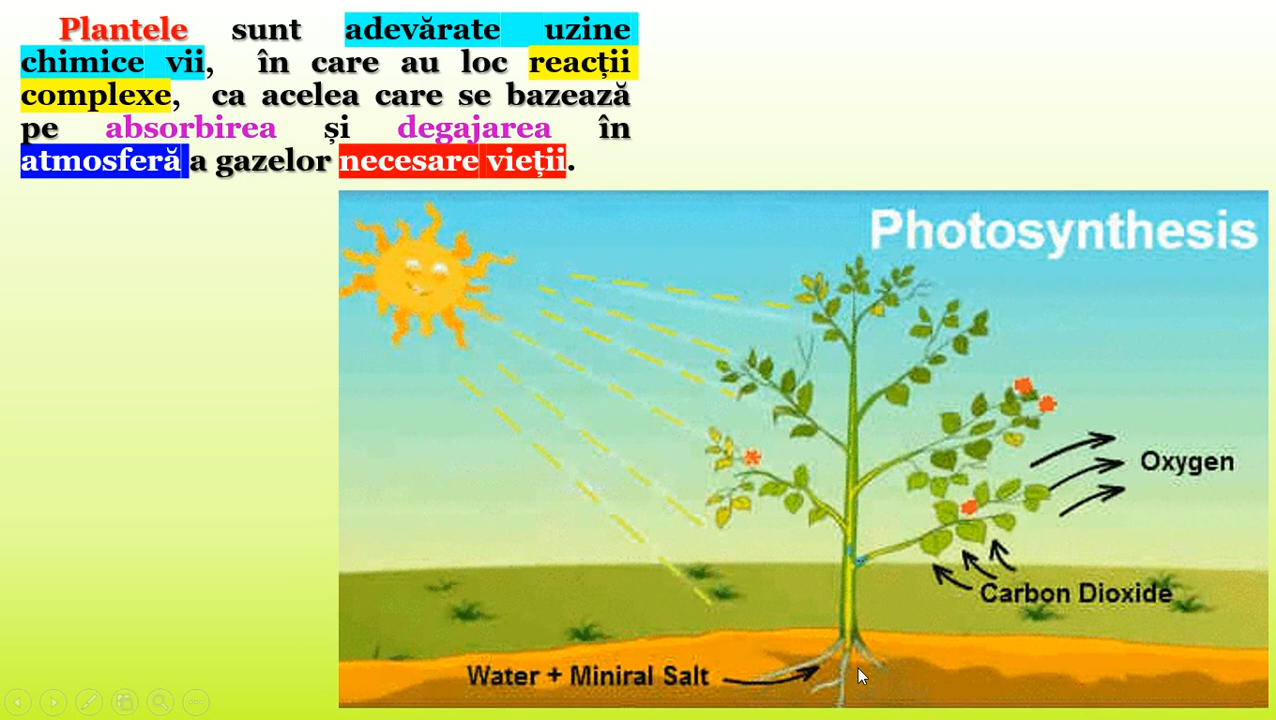 Plantele sunt adevărate uzine
chimice vii, în care au loc reacții
complexe, ca acelea care se bazează
pe absorbirea și degajarea în
atmosferă a gazelor necesare vieții.
Photosynthesis
Oxygen
Carbon Dioxide
Water + Miniral Salt